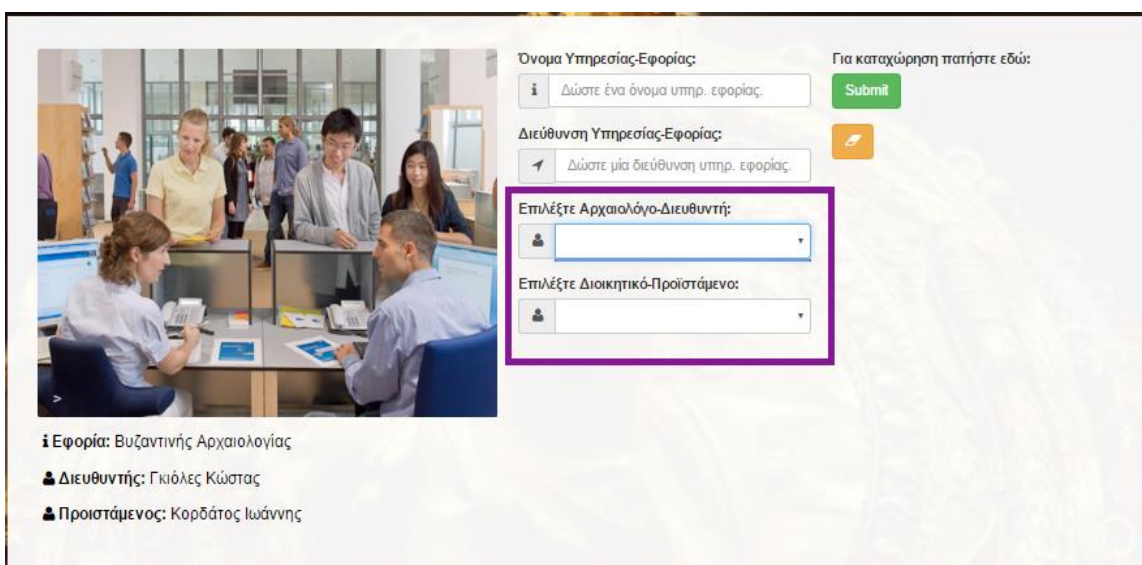 Όνομα Υπηρεσίας-Εφορίας:
Δώστε ένα όνομα υπηρ. εφορίας.
Διεύθυνση Υπηρεσίας-Εφορίας:
Δώστε μία διεύθυνση υπηρ. εφορίας.
Επιλέξτε Αρχαιολόγο-Διευθυντή:
Επιλέξτε Διοικητικό-Προϊστάμενο:
Για καταχώρηση πατήστε εδώ:
Submit
>
Εφορία: Βυζαντινής Αρχαιολογίας
Διευθυντής: Γκιόλες Κώστας
Προιστάμενος: Κορδάτος Ιωάννης